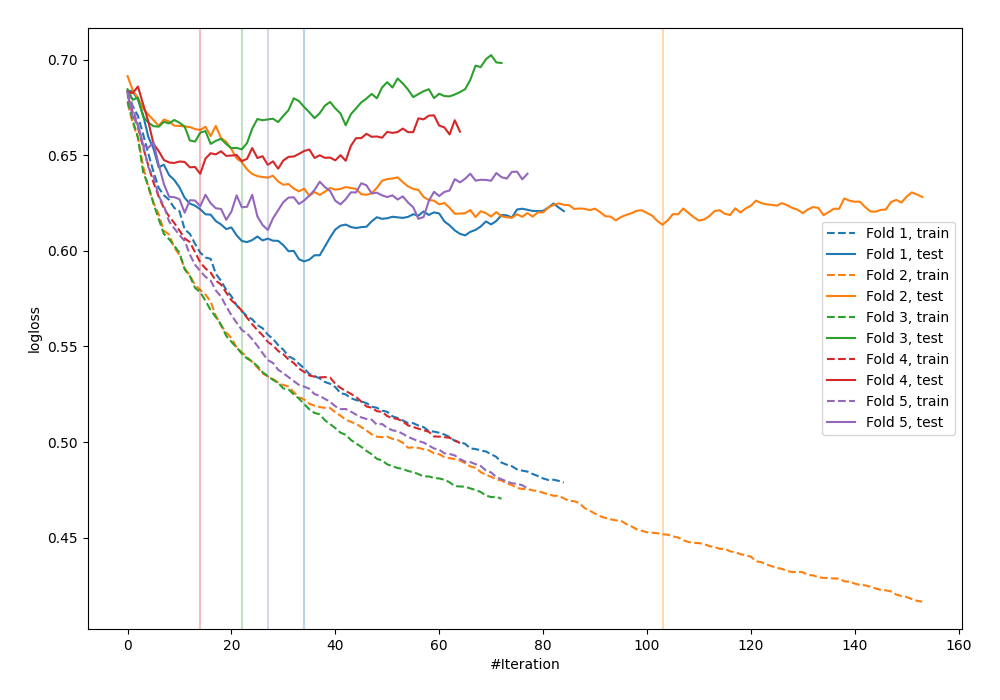 0.70
0.65
0.60
0.55
0.50
0.45
logloss
0 20 40 60 80 100 120 140 160
#Iteration
Fold 1, train
Fold 1, test
Fold 2, train
Fold 2, test
Fold 3, train
Fold 3, test
Fold 4, train
Fold 4, test
Fold 5, train
Fold 5, test